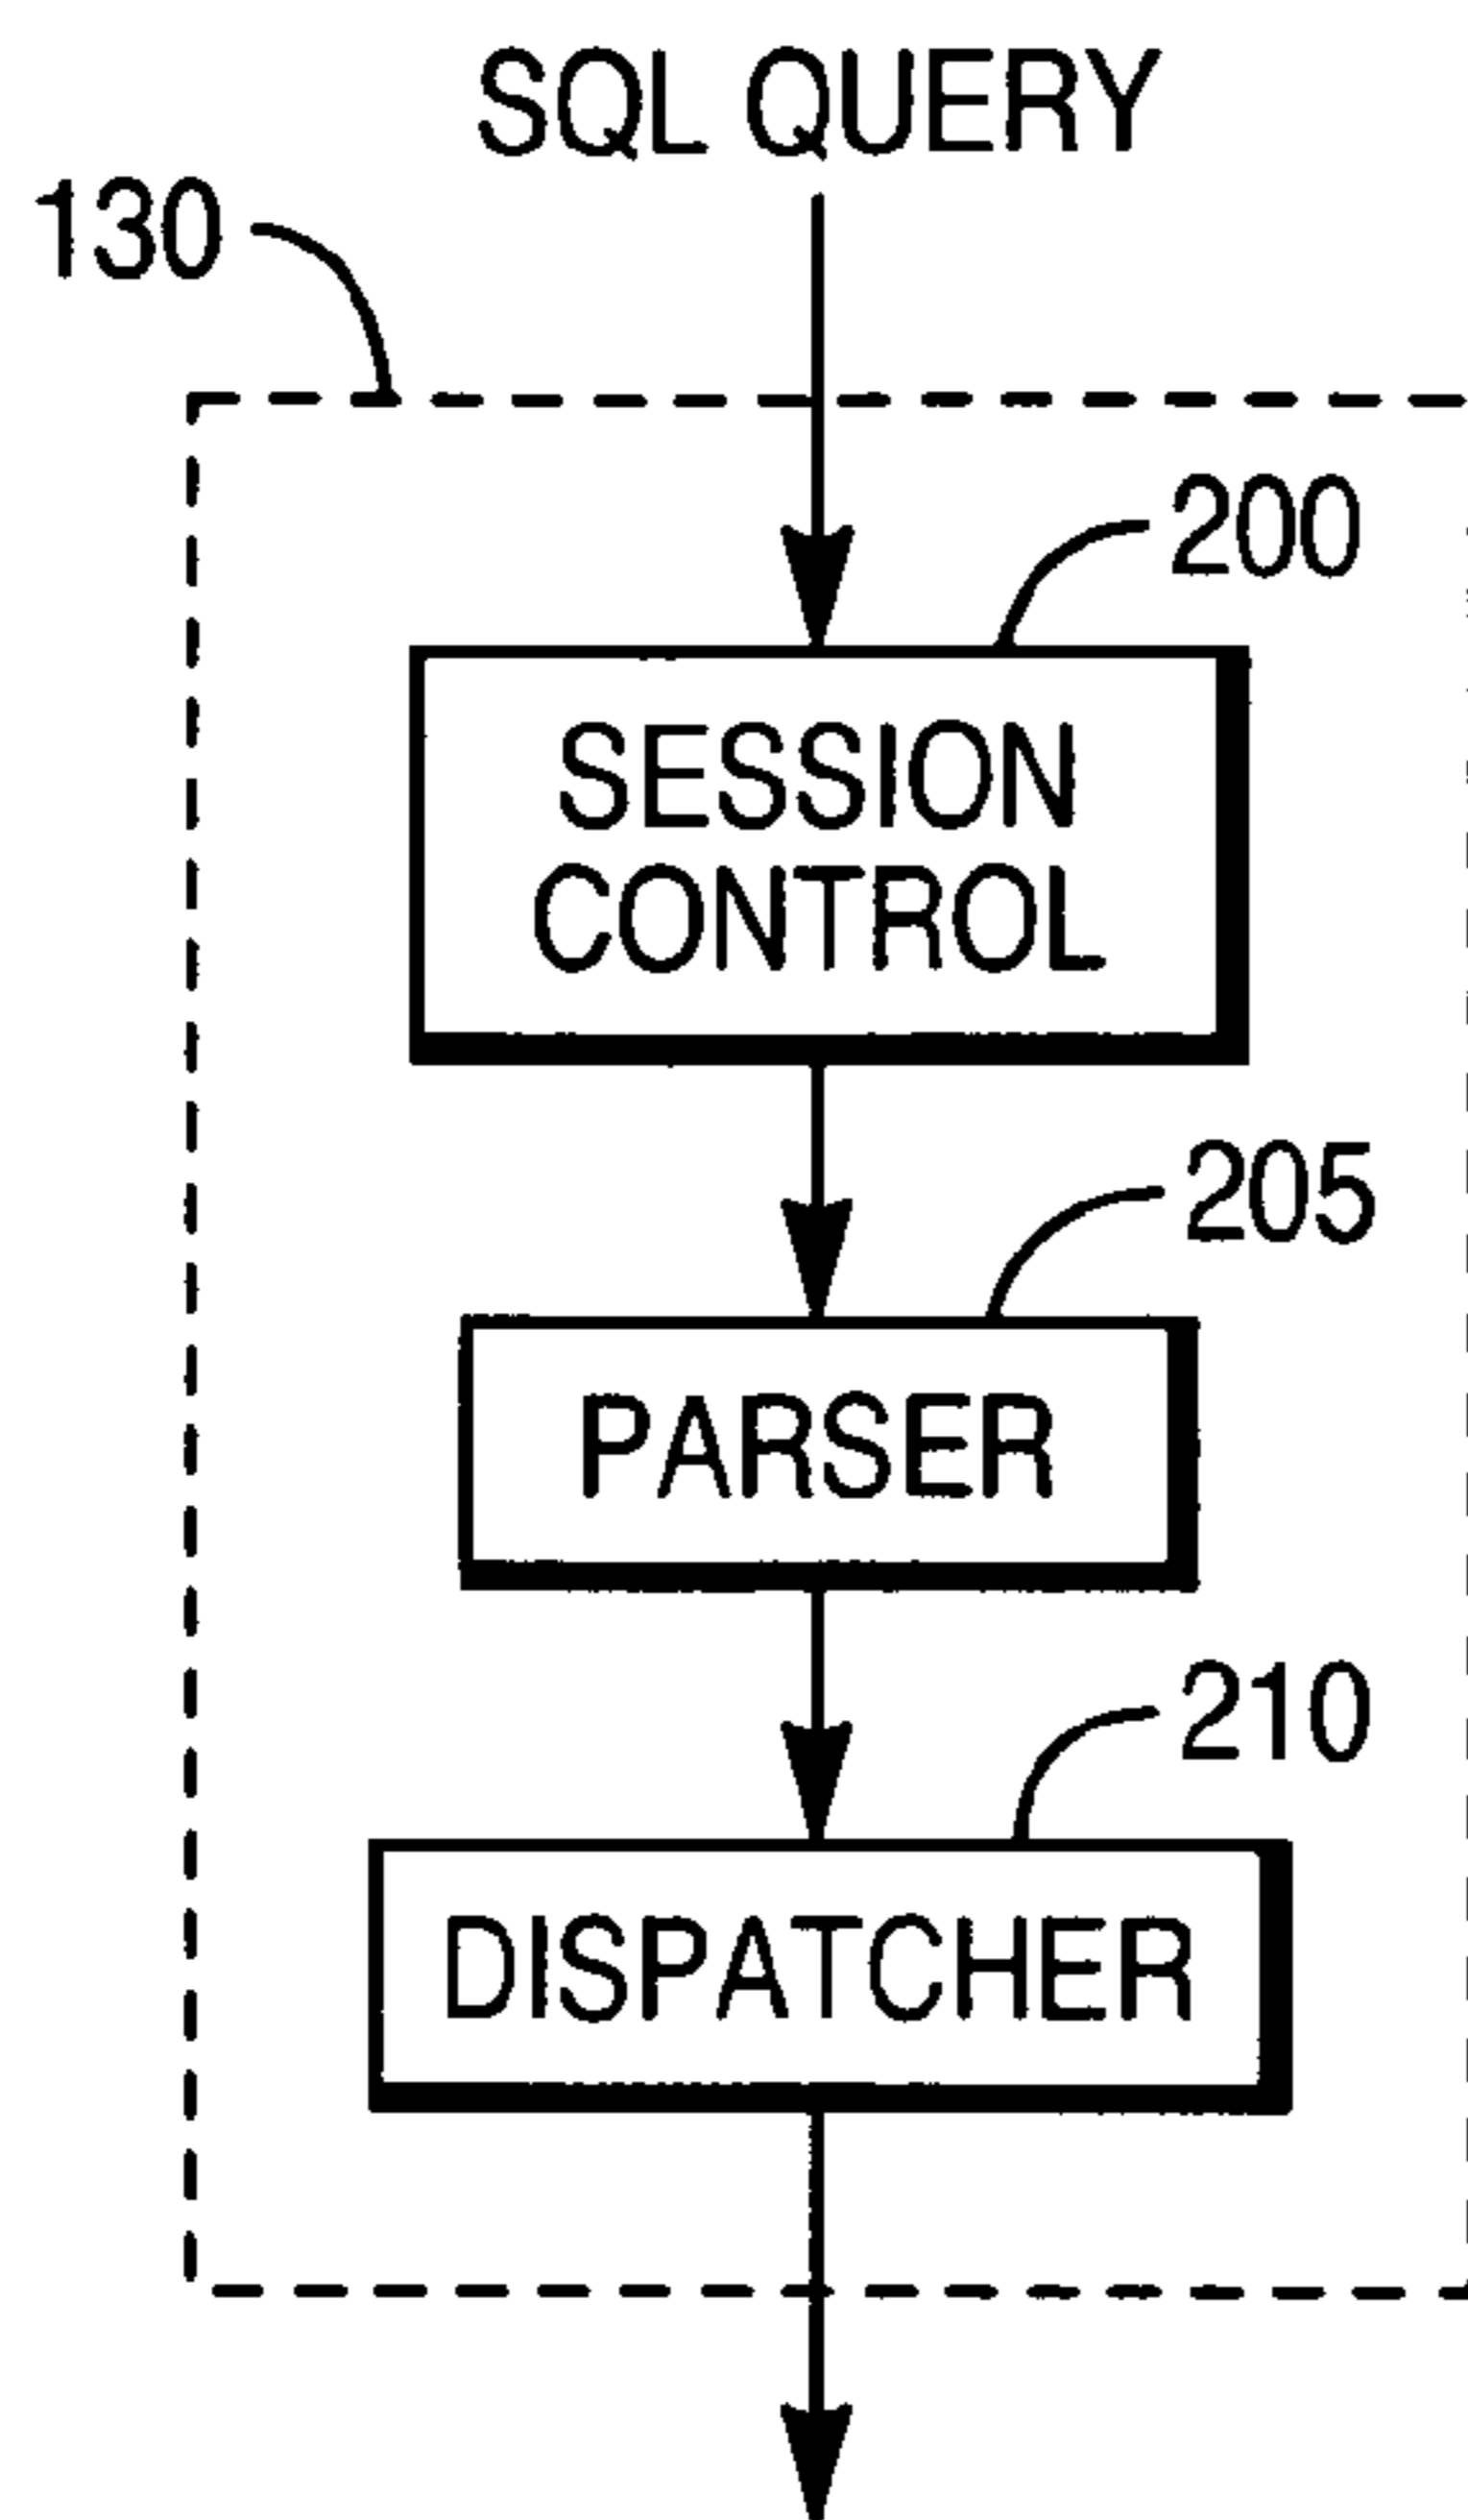 SQL QUERY
130
200
SESSION
CONTROL
205
PARSER
210
DISPATCHER